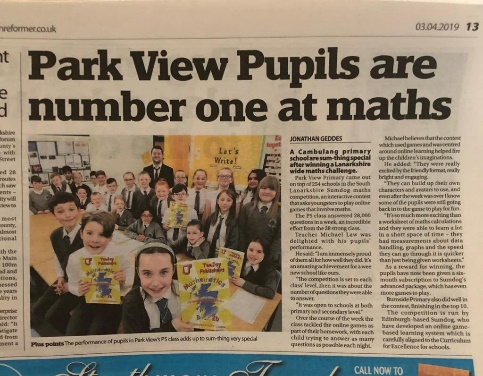 nreformer.co.uk
03.04.2019 13
Park View Pupils are
number one at maths
Let's
Write!
JONATHAN GEDDES
A Cambulang primary
school are sum-thing special
after winning a Lanarkshire
wide maths challenge.
Park View Primary came out
on top of 254 schools in the South
Lanarkshire Sumdog maths
competition, an interactive contest
that asks youngsters to play online
games that involve maths.
The P5 class answered 28,000
questions in a week, an incredible
effort from the 28-strong class.
Teacher Michael Law was
delighted with his pupils'
performance.
He said: "I am immensely proud
of them all for how well they did. It's
an amazing achievement for a new
new school like ours.
"The competition is set to each
class' level, then it was about the
number of questions they were able
to answer.
"It was open to schools at both
primary and secondary level."
Over the course of the week the
class tackled the online games as
part of their homework, with each
child trying to answer as many
questions as possible each night.
Michael believes that the contest
which used games and was centred
around online learning helped fire
up the children's imaginations.
He added: "They were really
excited by the friendly rivalry, really
bright and engaging.
"They can build up their own
characters and avatars to use, and
even after the week was over I think
some of the pupils were still going
back in to the game to play for fun.
"It's so much more exciting than
a worksheet of maths calculations
and they were able to learn a lot
in a short space of time – they
had measurements about data
handling, graphs and the speed
they can go through it is quicker
than just being given worksheets."
As a reward for winning, the
pupils have now been given a six-
month subscription to Sumdog's
advanced package, which has even
more games to play.
Burnside Primary also did well in
the contest, finishing in the top 10.
The competition is run by
Edinburgh-based Sumdog, who
have developed an online game-
based learning system which is
carefully aligned to the Curriculum
for Excellence for schools.
TeeJay
Publishers
Plus points The performance of pupils in Park View's P5 class adds up to sum-thing very special
CALL NOW TO